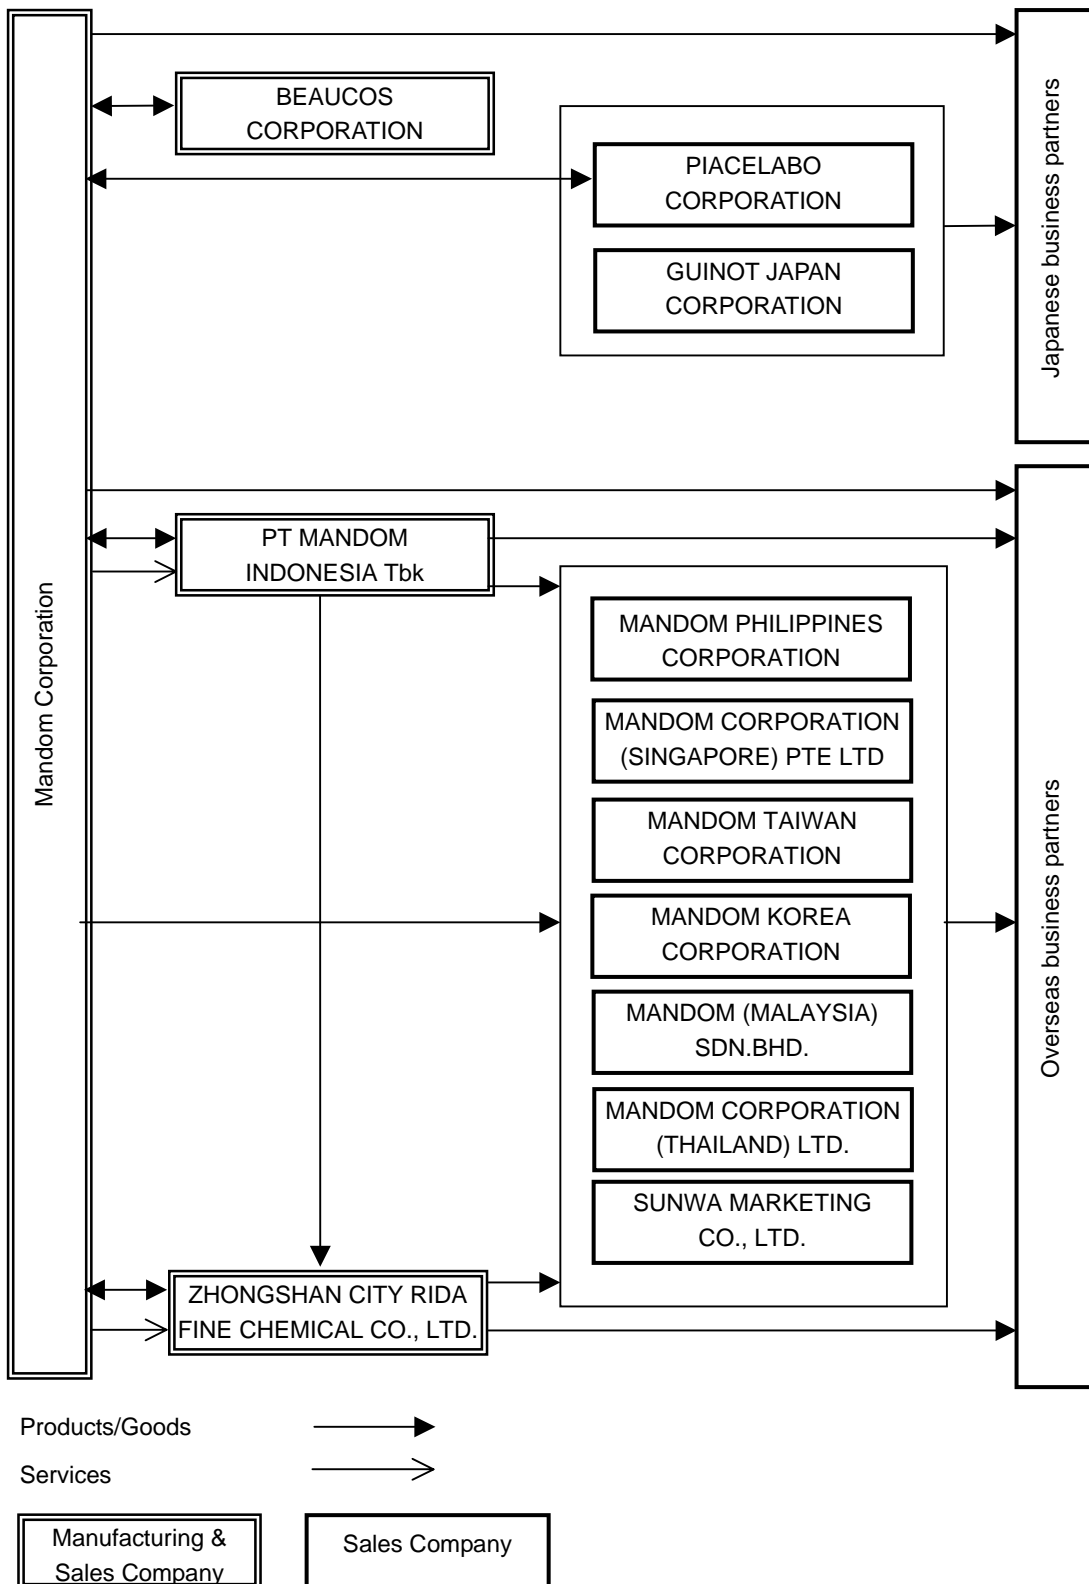 Mandom Corporation
BEAUCOS
CORPORATION
PIACELABO
CORPORATION
GUINOT JAPAN
CORPORATION
Japanese business partners
PT MANDOM
INDONESIA Tbk
MANDOM PHILIPPINES
CORPORATION
MANDOM CORPORATION
(SINGAPORE) PTE LTD
MANDOM TAIWAN
CORPORATION
MANDOM KOREA
CORPORATION
MANDOM (MALAYSIA)
SDN.BHD.
MANDOM CORPORATION
(THAILAND) LTD.
SUNWA MARKETING
CO., LTD.
ZHONGSHAN CITY RIDA
FINE CHEMICAL CO., LTD.
Overseas business partners
Products/Goods
Services
Manufacturing &
Sales Company
Sales Company